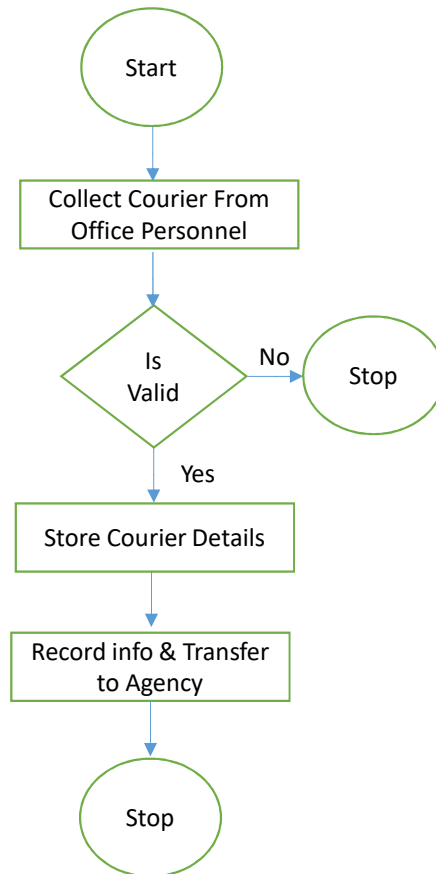 Start
Collect Courier From
Office Personnel
Is
Valid
No
Stop
Yes
Store Courier Details
Record info & Transfer
to Agency
Stop